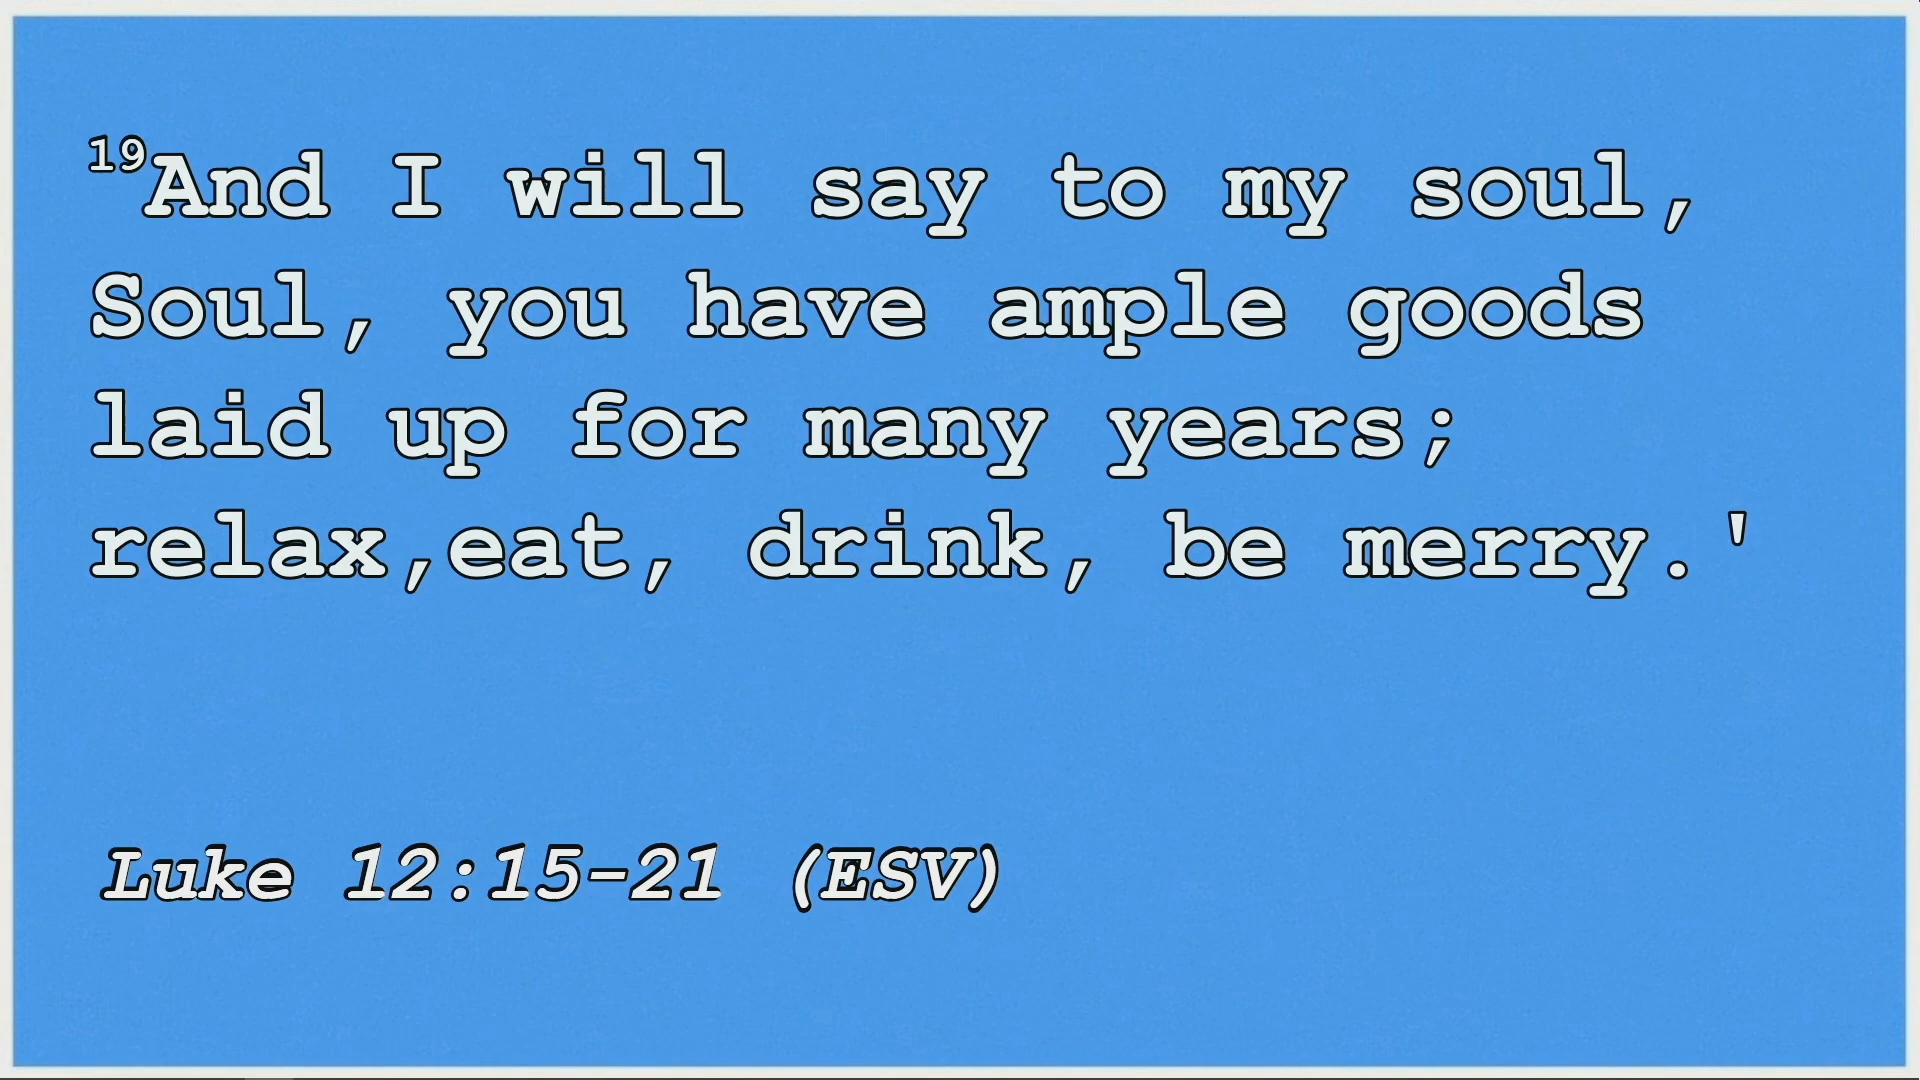 19And I will say to my soul,
Soul, you have ample goods
laid up for many years;
relax,eat, drink, be merry.'
Luke 12:15-21 (ESV)